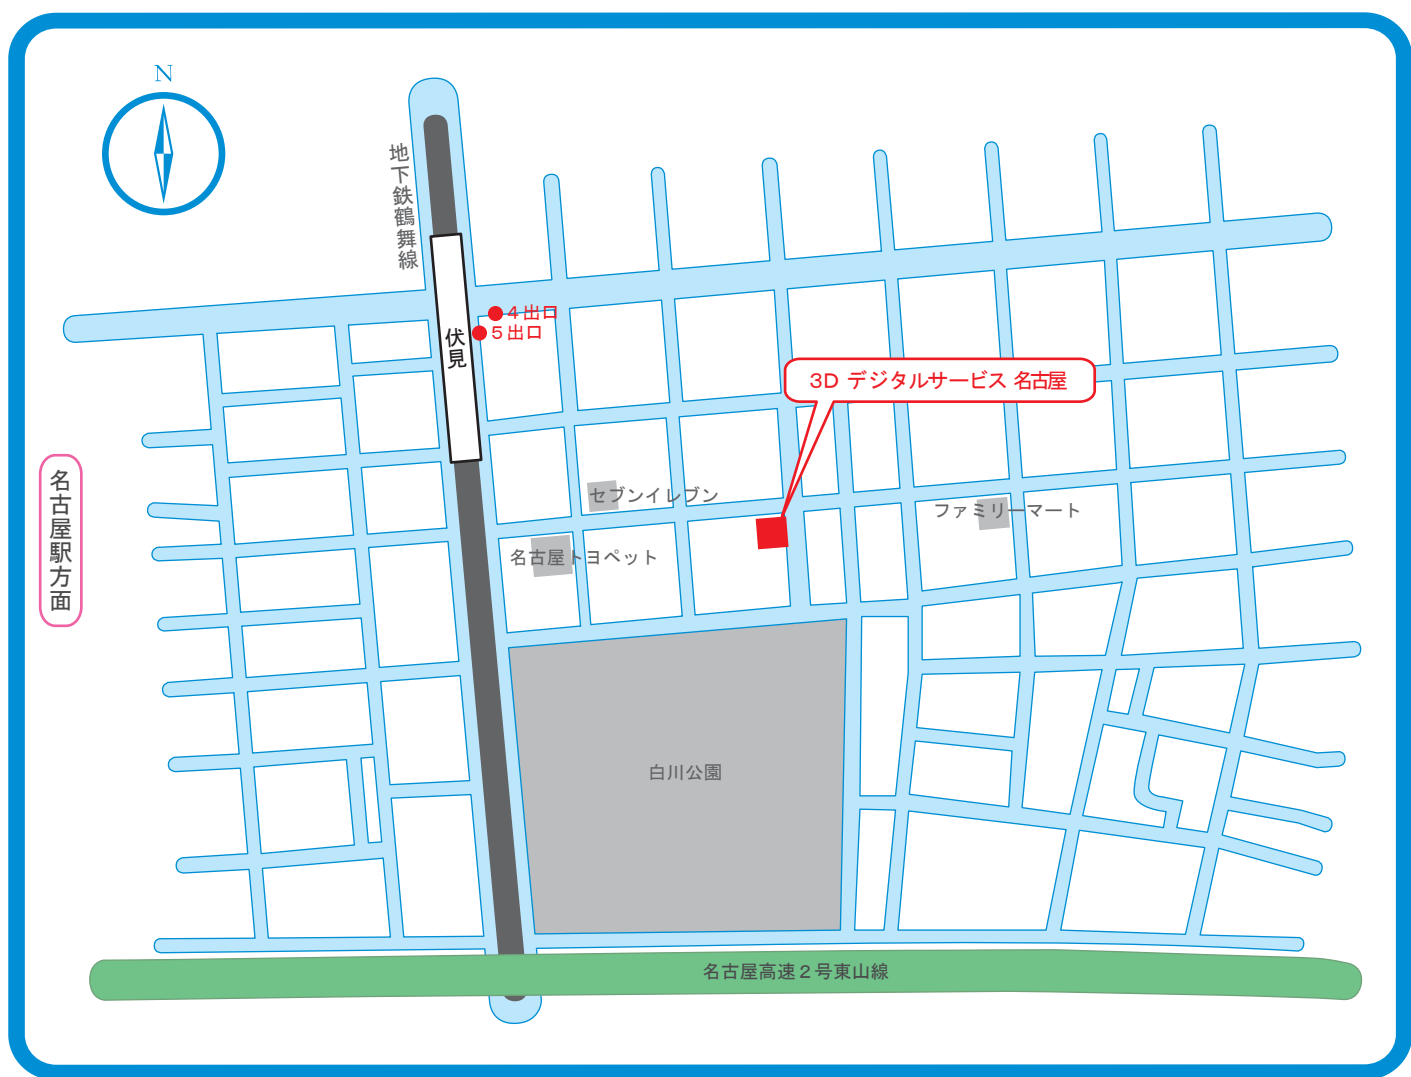 N
地下鉄鶴舞線
4出口
5出口
伏見
3D デジタルサービス 名古屋
名古屋駅方面
セブンイレブン
ファミリーマート
名古屋トヨペット
白川公園
名古屋高速2号東山線